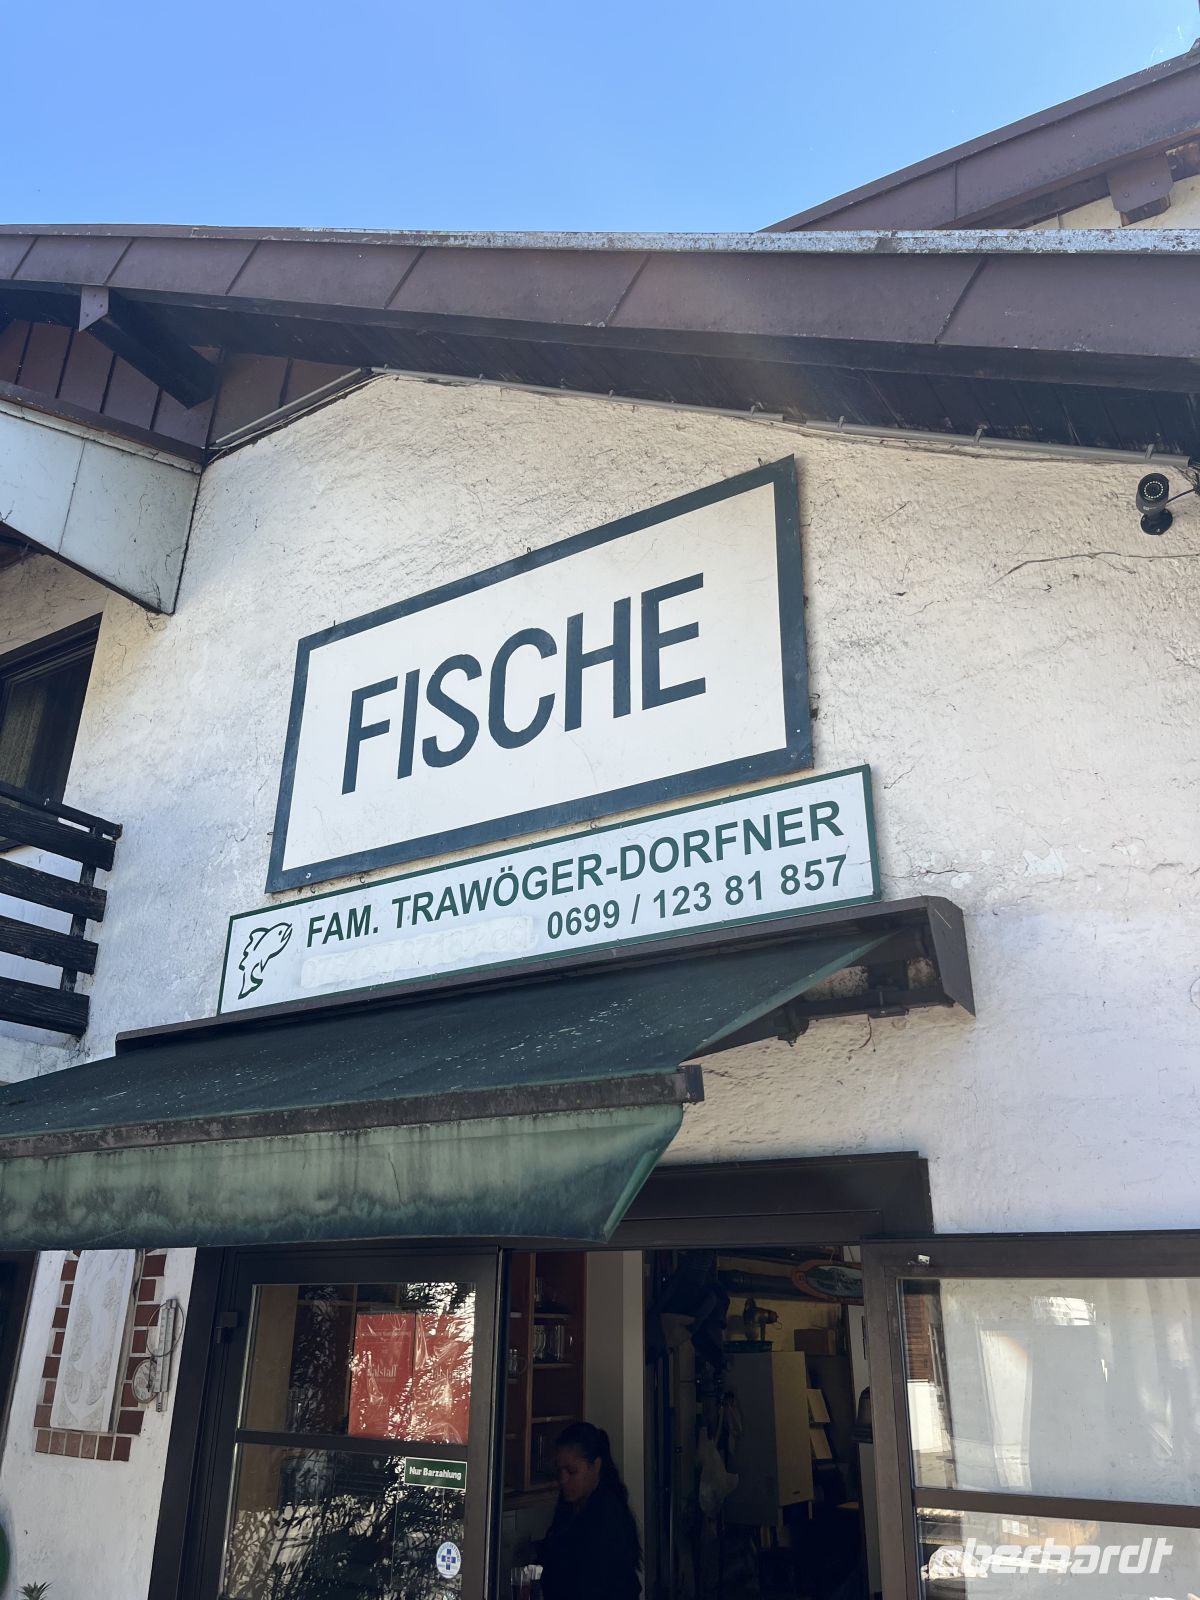 FISCHE
FAM. TRAWÖGER-DORFNER
0699 / 123 81 857
Nur Barzahlung
eberhardt